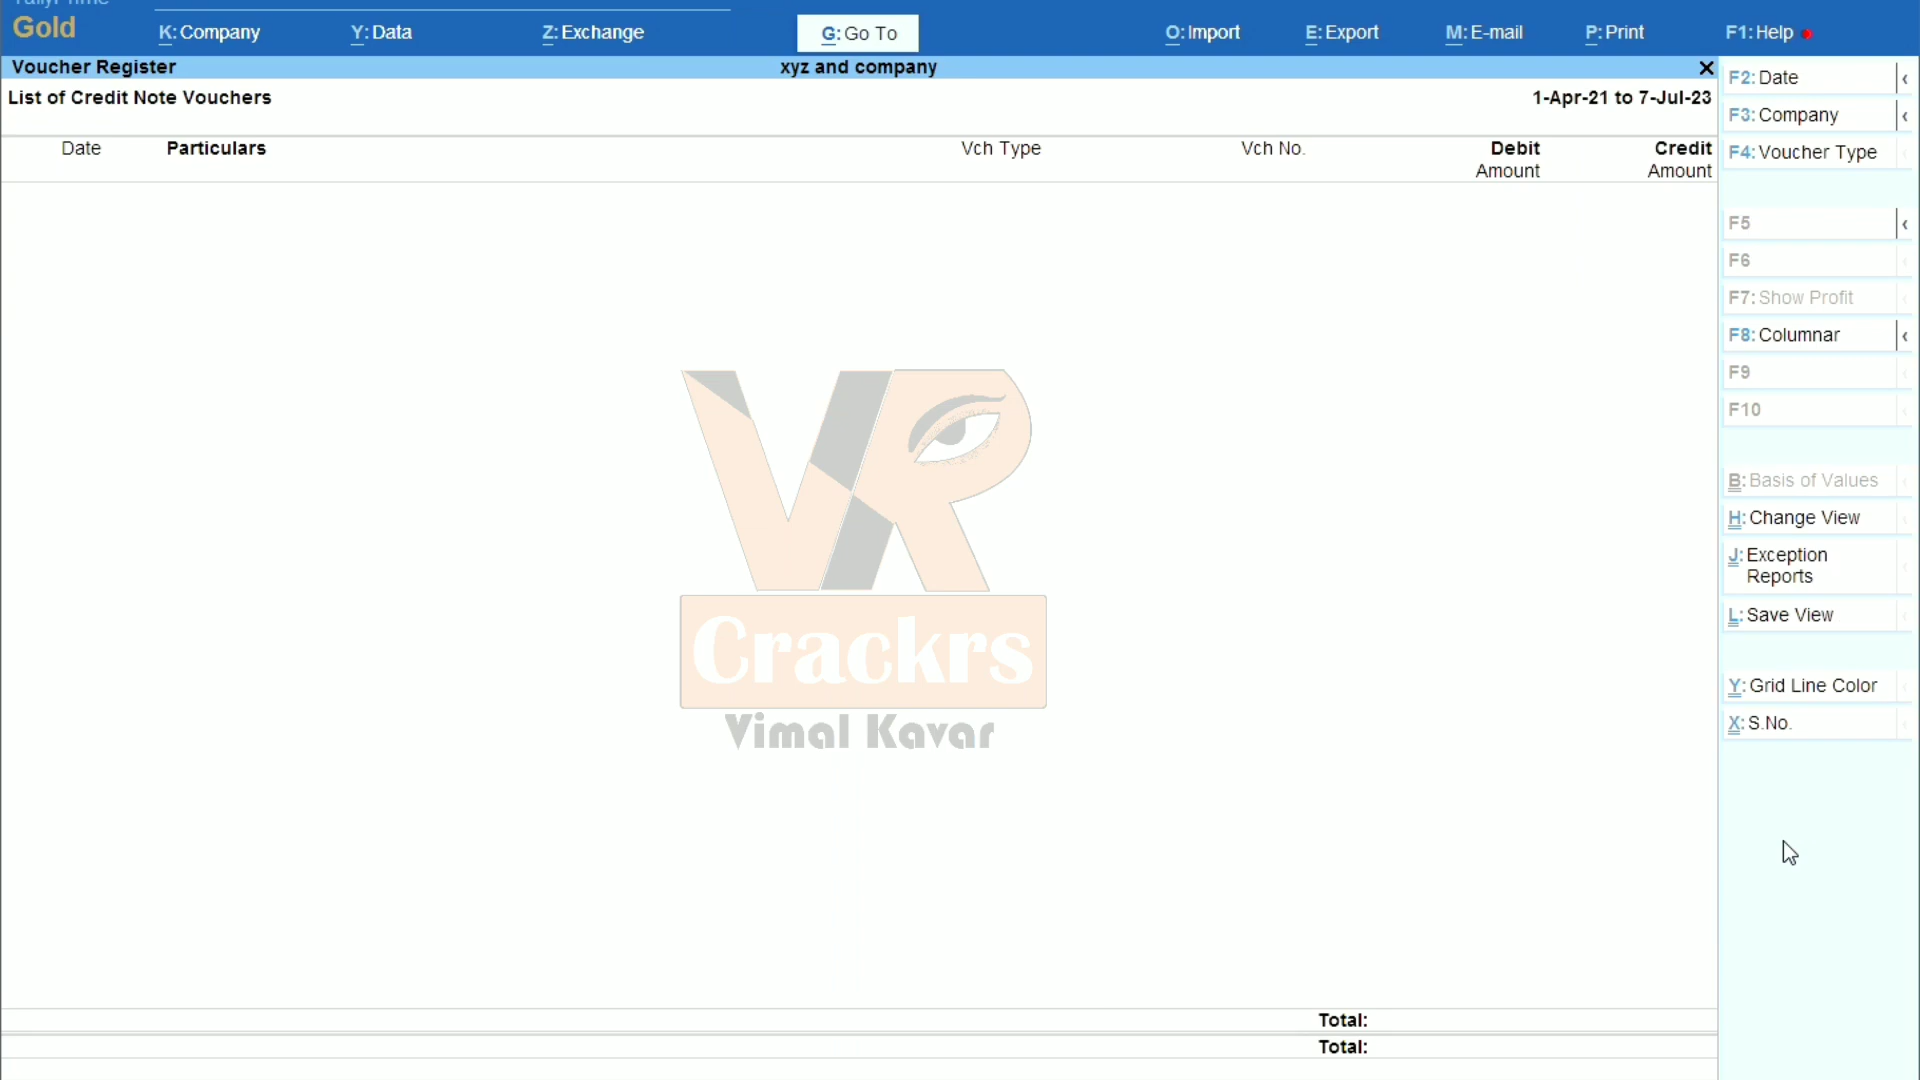 TallyPrime
Gold
K: Company
Y: Data
Z: Exchange
G: Go To
O: Import
E: Export
M: E-mail
P: Print
F1: Help
Voucher Register
xyz and company
List of Credit Note Vouchers
1-Apr-21 to 7-Jul-23
Date
Particulars
Vch Type
Vch No.
Debit
Amount
Credit
Amount
VR
Crackrs
Vimal Kavar
Total:
Total:
F2: Date
F3: Company
F4: Voucher Type
F5
F6
F7: Show Profit
F8: Columnar
F9
F10
B: Basis of Values
H: Change View
J: Exception
Reports
L: Save View
Y: Grid Line Color
X: S.No.